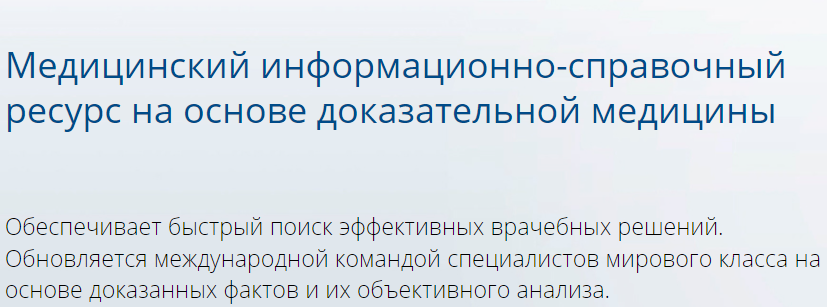 Медицинский информационно-справочный
ресурс на основе доказательной медицины
Обеспечивает быстрый поиск эффективных врачебных решений.
Обновляется международной командой специалистов мирового класса на
основе доказанных фактов и их объективного анализа.